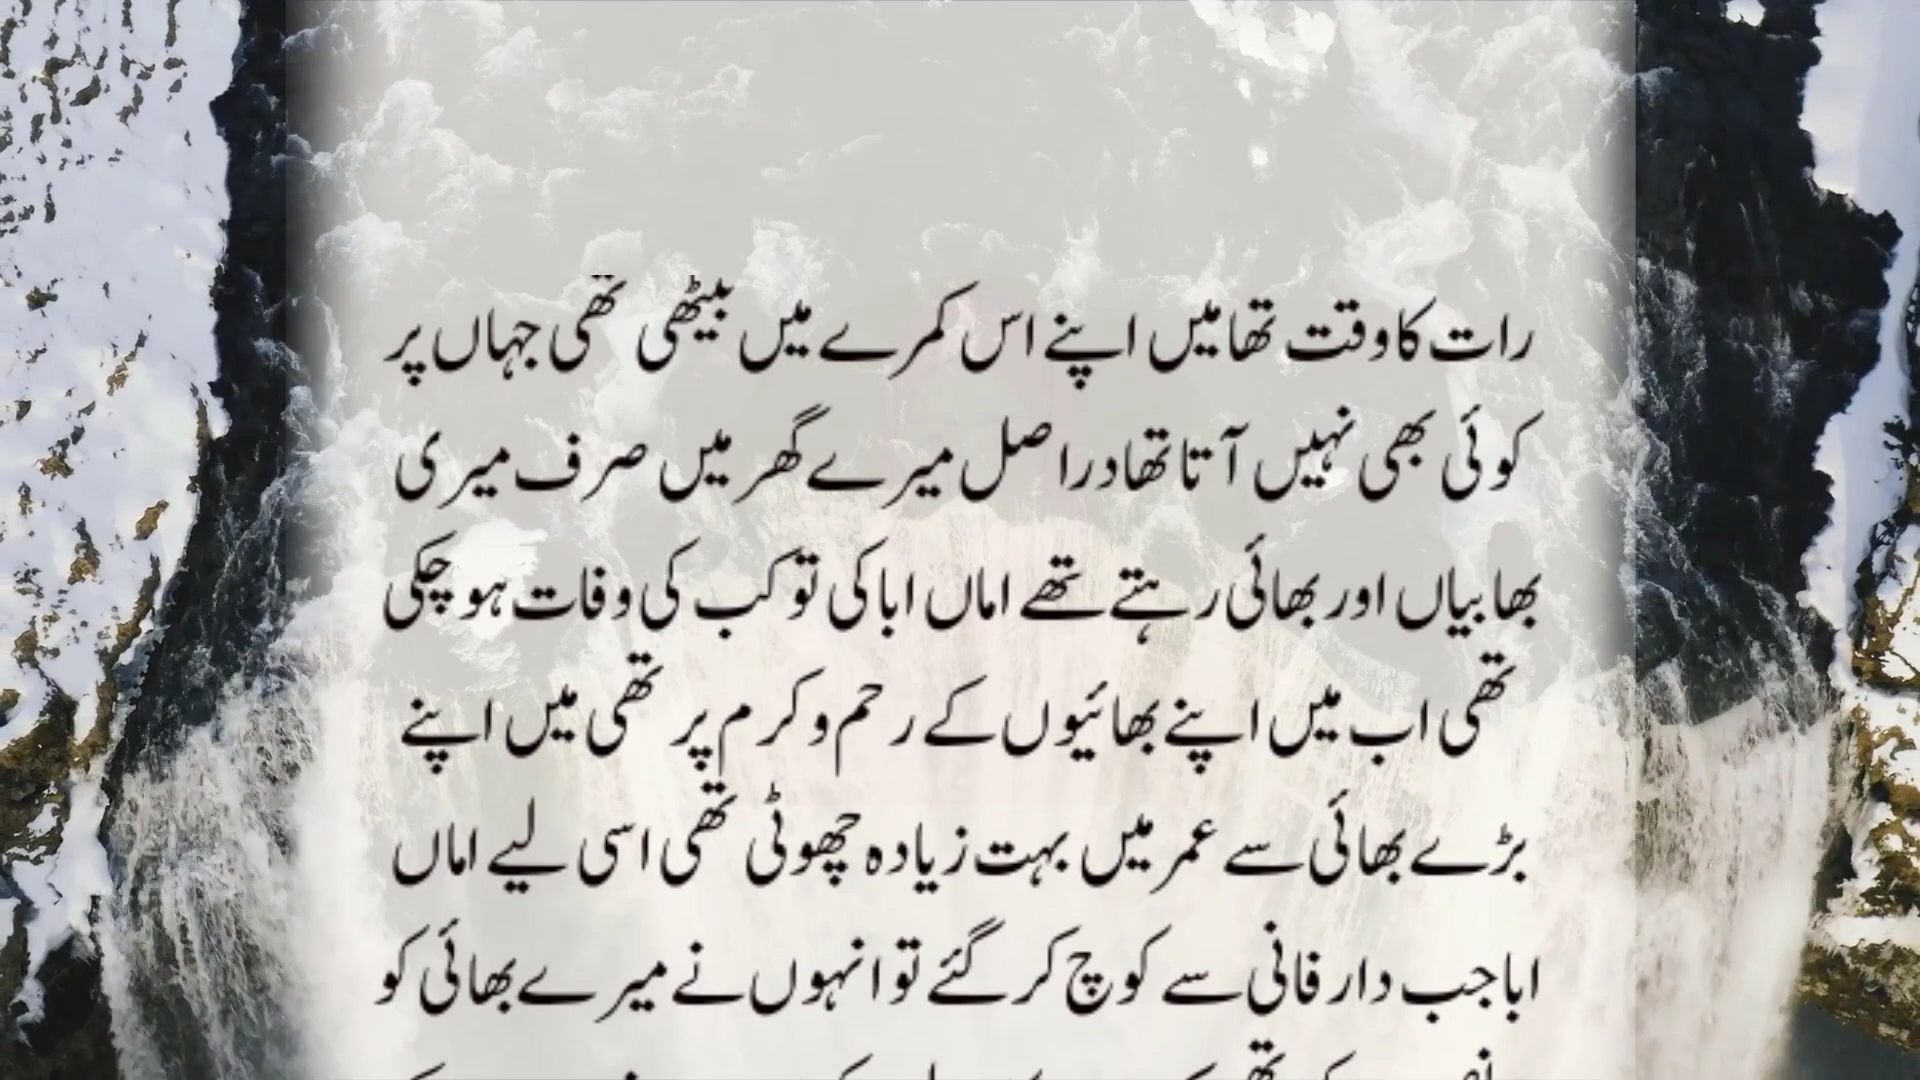 رات کا وقت تھا میں اپنے اس کمرے میں بیٹھی تھی جہاں پر
کوئی بھی نہیں آتا تھا دراصل میرے گھر میں صرف میری
بھابیاں اور بھائی رہتے تھے اماں ابا کی تو کب کی وفات ہو چکی
تھی اب میں اپنے بھائیوں کے رحم و کرم پر تھی میں اپنے
بڑے بھائی سے عمر میں بہت زیادہ چھوٹی تھی اسی لیے اماں
ابا جب دار فانی سے کوچ کر گئے تو انہوں نے میرے بھائی کو